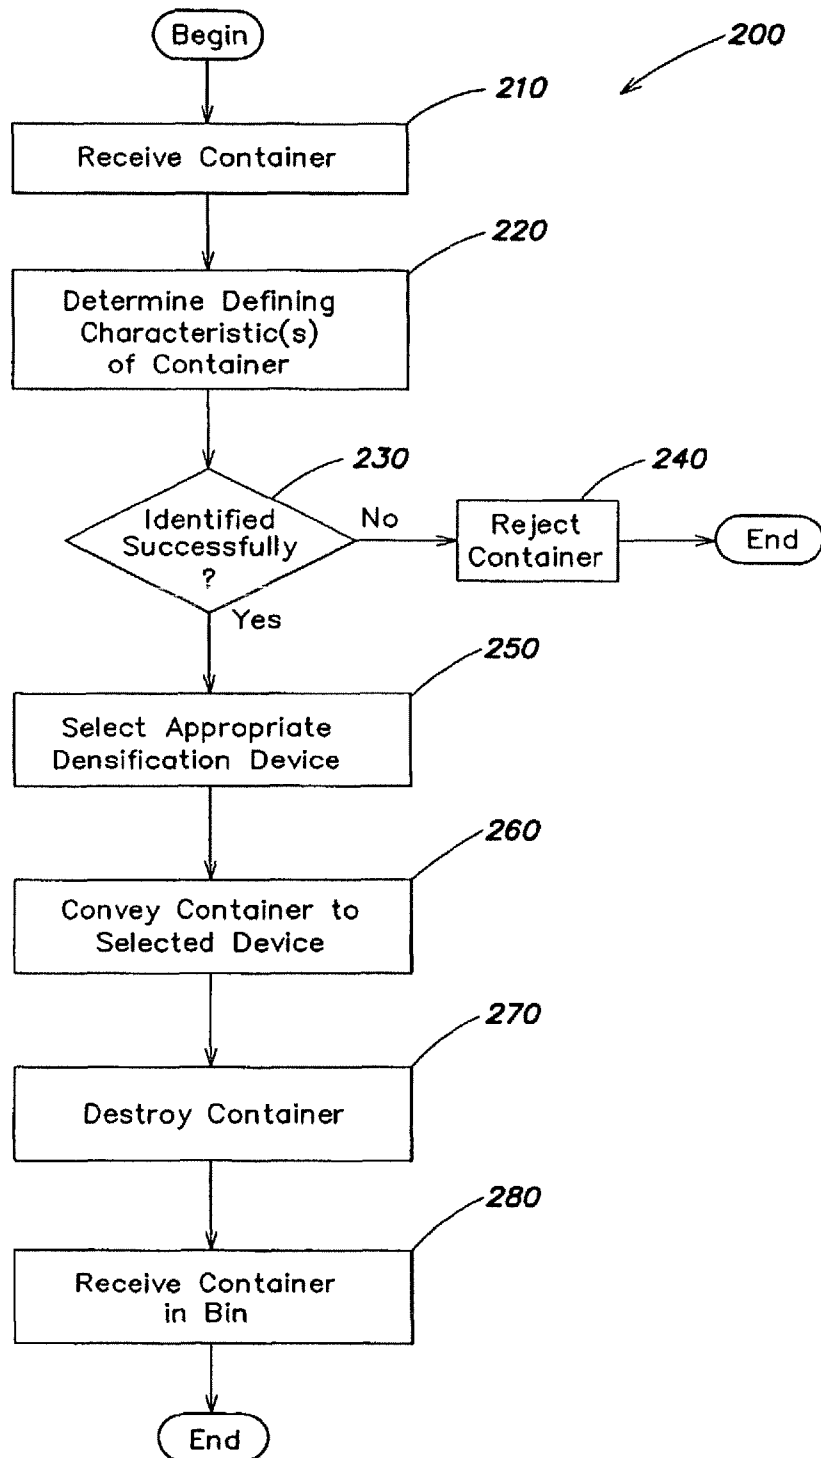 Begin
200
210
Receive Container
220
Determine Defining
Characteristic(s)
of Container
230
Identified
Successfully
?
No
240
Reject
Container
End
Yes
250
Select Appropriate
Densification Device
260
Convey Container to
Selected Device
270
Destroy Container
280
Receive Container
in Bin
End